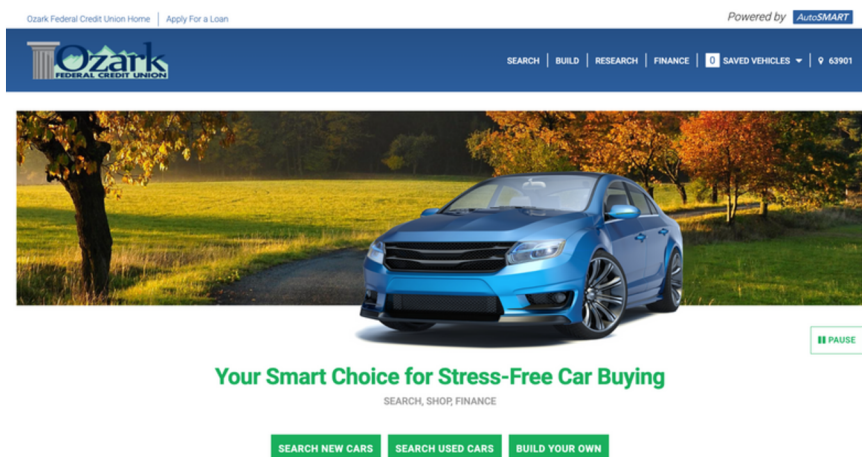 Ozark Federal Credit Union Home Apply For a Loan
Powered by AutoSMART
Ozark
FEDERAL CREDIT UNION
SEARCH BUILD RESEARCH FINANCE 0 SAVED VEHICLES 63901
PAUSE
Your Smart Choice for Stress-Free Car Buying
SEARCH, SHOP, FINANCE
SEARCH NEW CARS SEARCH USED CARS BUILD YOUR OWN